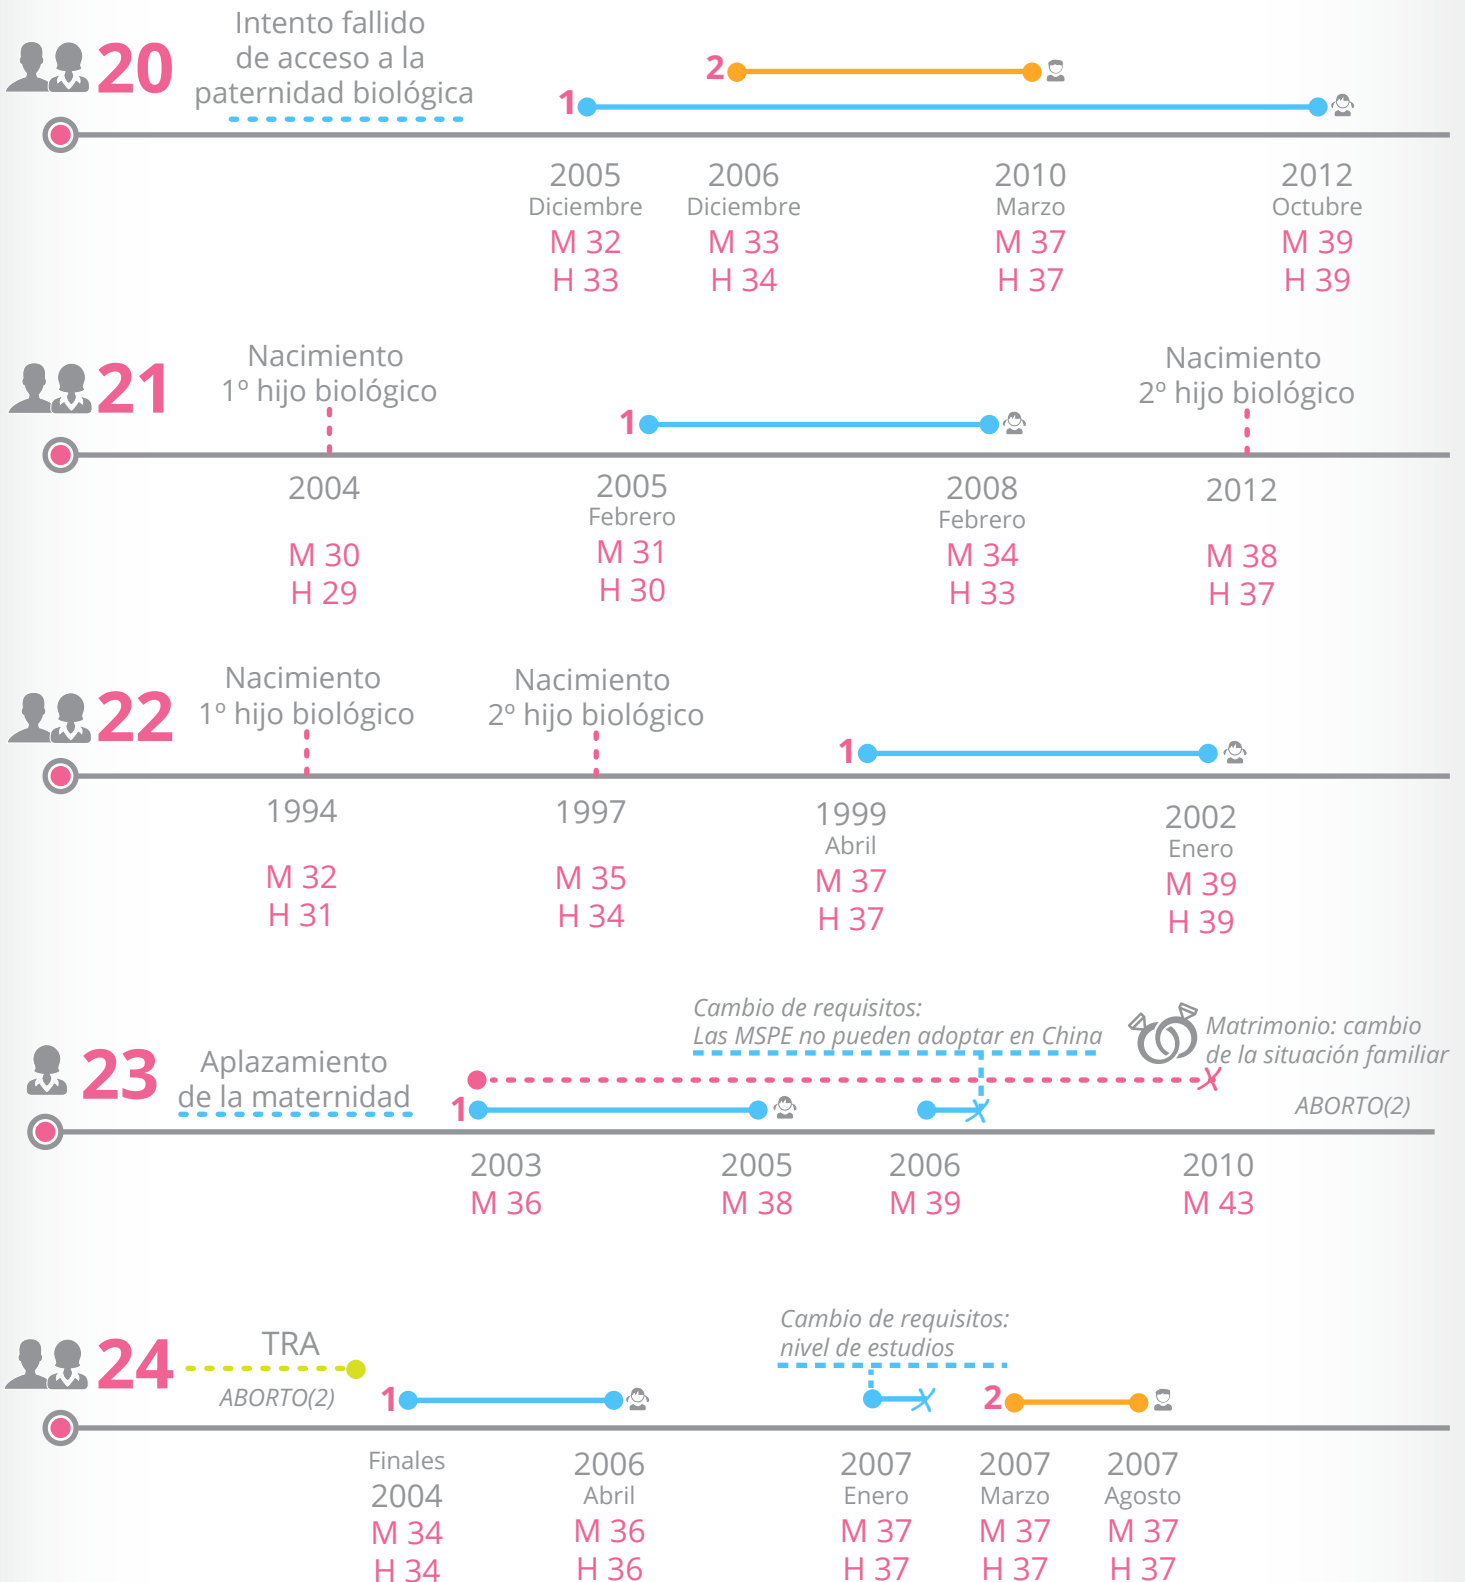 20
Intento fallido
de acceso a la
paternidad biológica
2
1
2005
Diciembre
M 32
H 33
2006
Diciembre
M 33
H 34
2010
Marzo
M 37
H 37
2012
Octubre
M 39
H 39
21
Nacimiento
1º hijo biológico
1
Nacimiento
2º hijo biológico
2004
M 30
H 29
2005
Febrero
M 31
H 30
2008
Febrero
M 34
H 33
2012
M 38
H 37
22
Nacimiento
1º hijo biológico
Nacimiento
2º hijo biológico
1
1994
M 32
H 31
1997
M 35
H 34
1999
Abril
M 37
H 37
2002
Enero
M 39
H 39
23
Aplazamiento
de la maternidad
1
Cambio de requisitos:
Las MSPE no pueden adoptar en China
Matrimonio: cambio
de la situación familiar
ABORTO(2)
2003
M 36
2005
M 38
2006
M 39
2010
M 43
24
TRA
ABORTO(2)
1
Cambio de requisitos:
nivel de estudios
2
Finales
2004
M 34
H 34
2006
Abril
M 36
H 36
2007
Enero
M 37
H 37
2007
Marzo
M 37
H 37
2007
Agosto
M 37
H 37